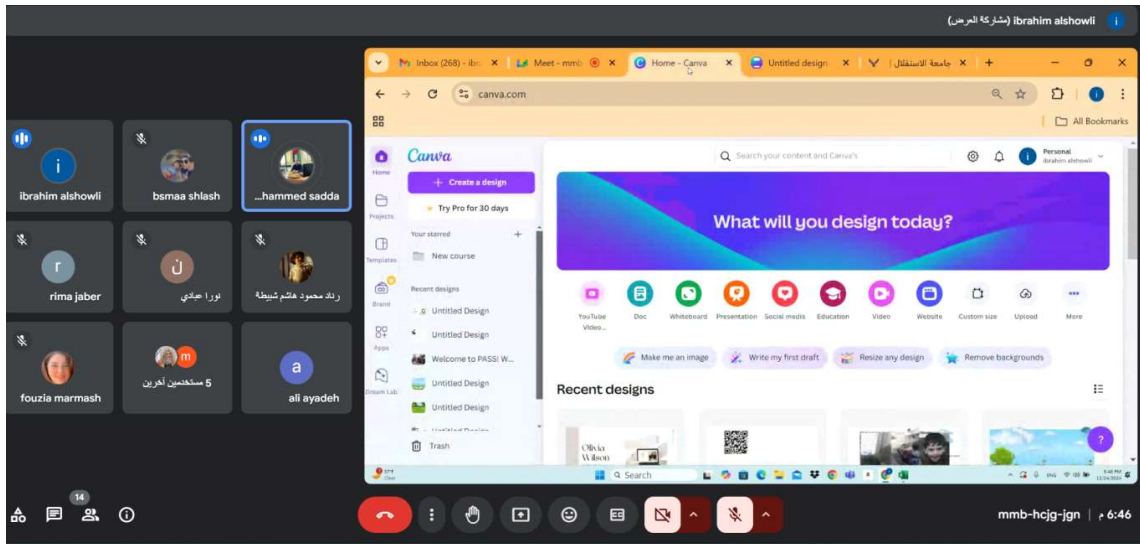 ibrahim alshowli (مشاركة العرض)
i
Inbox (268) - ibr
Meet - mmb
Home - Canva
Untitled design
جامعة الاستقلال |
canva.com
All Bookmarks
i
ibrahim alshowli
bsmaa shlash
...hammed sadda
r
rima jaber
ن
نورا عبادي
رناد محمود هاشم شبيطة
fouzia marmash
m
5 مستخدمين آخرين
a
ali ayadeh
Home
Projects
Templates
Brand
Apps
Dream Lab
Canva
+ Create a design
Try Pro for 30 days
Your starred
New course
Recent designs
Untitled Design
Untitled Design
Welcome to PASS! W...
Untitled Design
Untitled Design
Trash
Search your content and Canva's
Personal
ibrahim alshowli
What will you design today?
YouTube Video...
Doc
Whiteboard
Presentation
Social media
Education
Video
Website
Custom size
Upload
More
Make me an image
Write my first draft
Resize any design
Remove backgrounds
Recent designs
Olivia
Wilson
?
Search
ENG
14
mmb-hcjg-jgn | 6:46 م